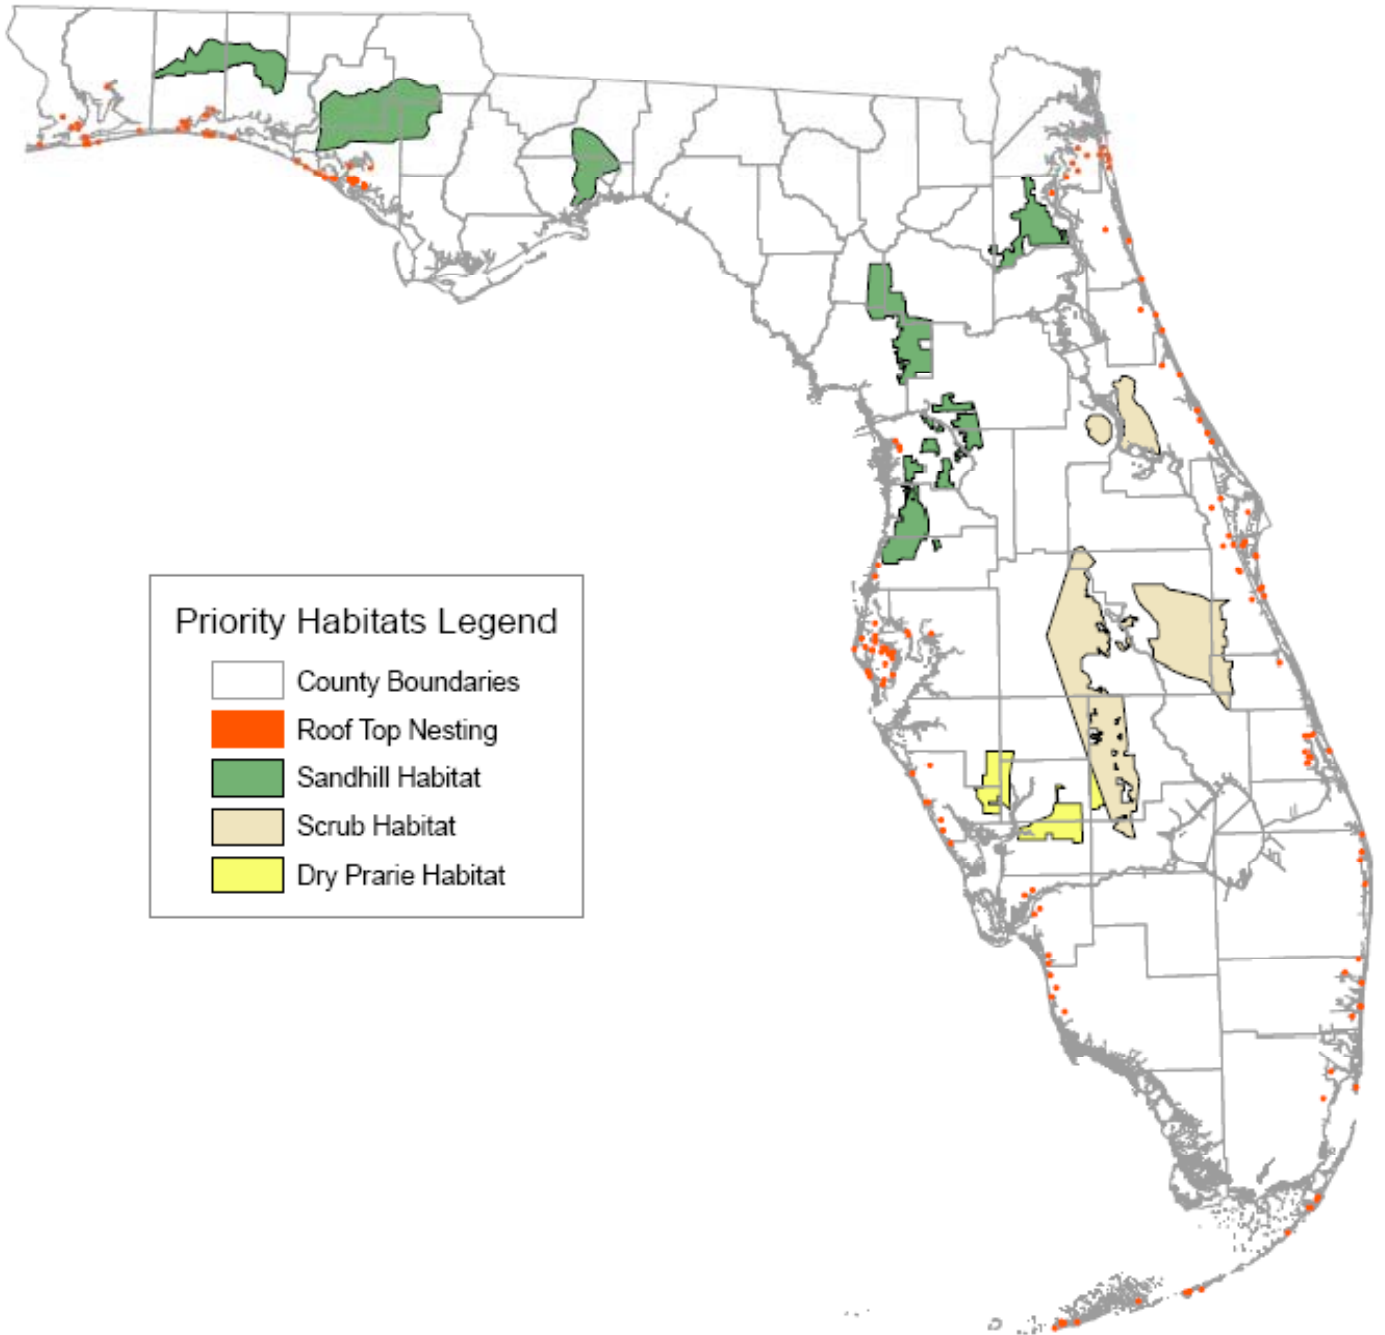 Priority Habitats Legend
County Boundaries
Roof Top Nesting
Sandhill Habitat
Scrub Habitat
Dry Prarie Habitat